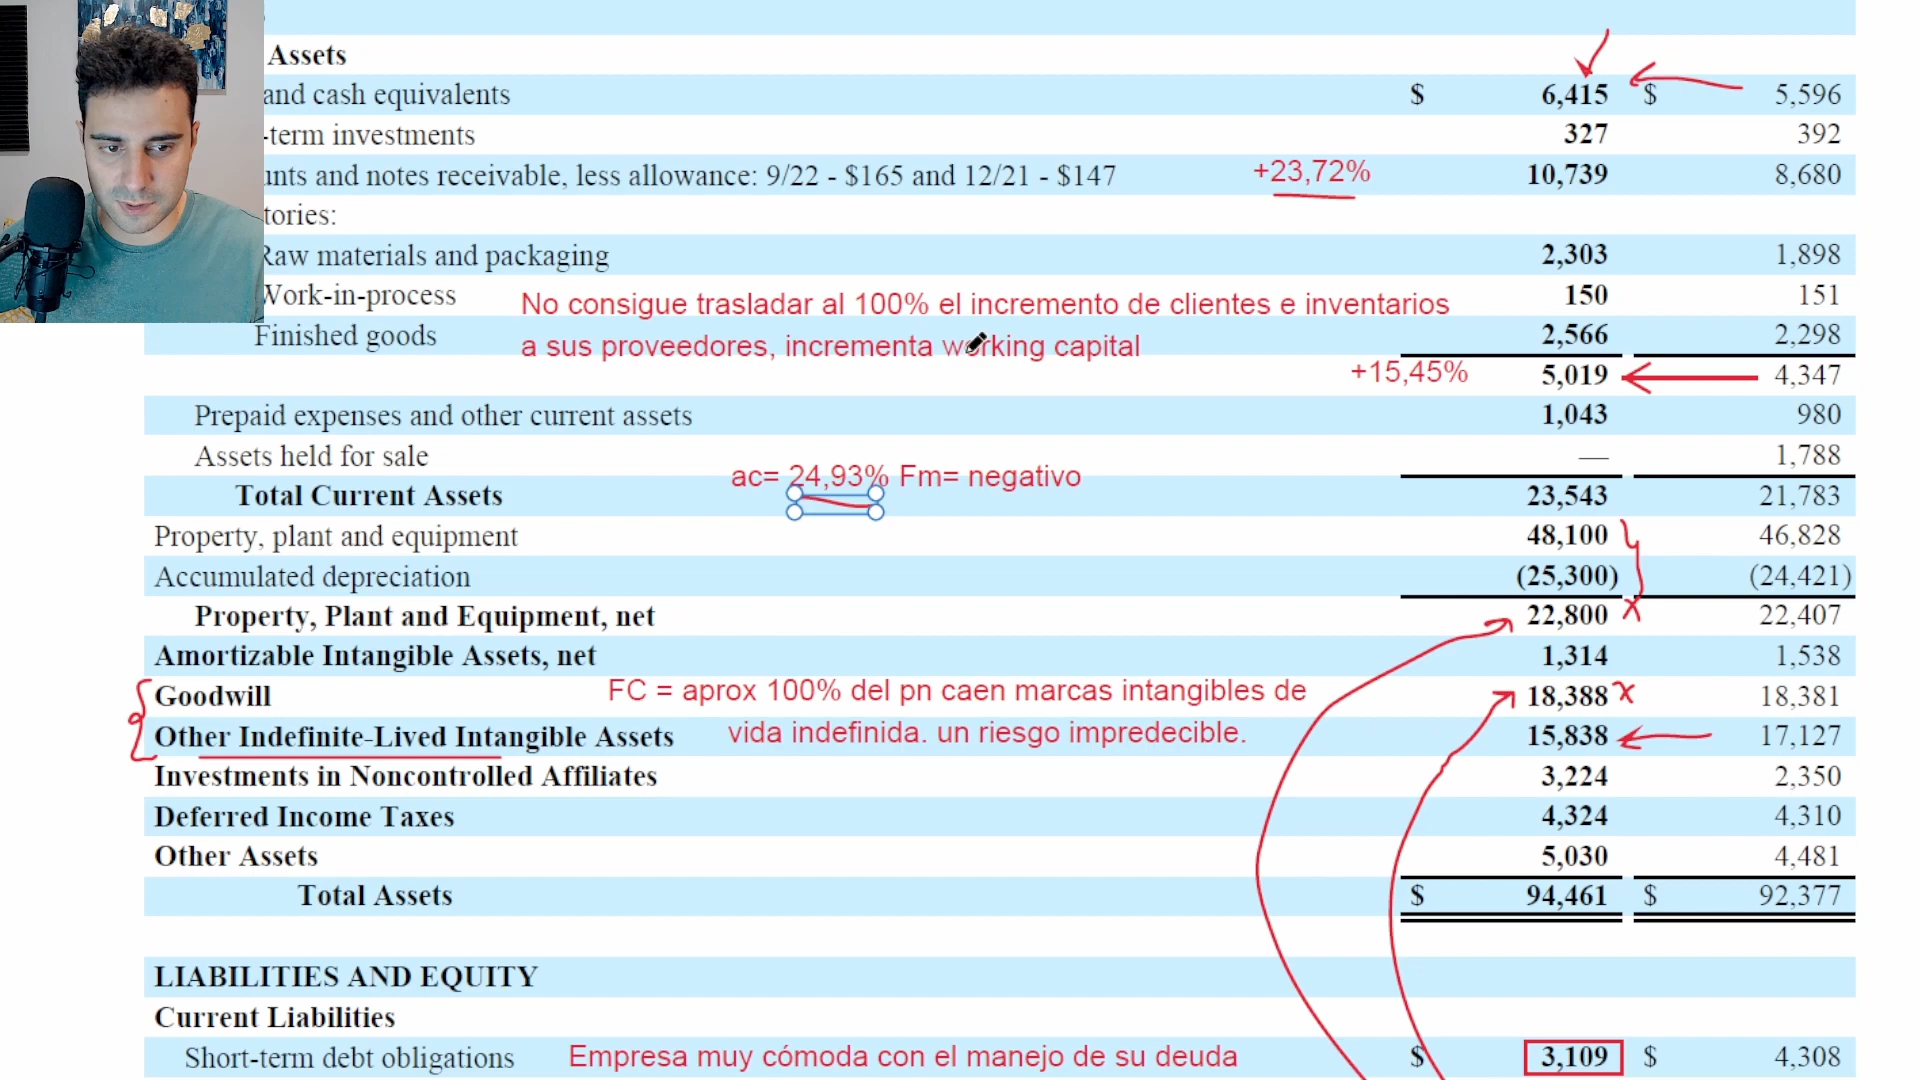 Assets
and cash equivalents $ 6,415 $ 5,596
-term investments 327 392
unts and notes receivable, less allowance: 9/22 - $165 and 12/21 - $147 +23,72% 10,739 8,680
tories:
Raw materials and packaging 2,303 1,898
Work-in-process 150 151
No consigue trasladar al 100% el incremento de clientes e inventarios
Finished goods 2,566 2,298
a sus proveedores, incrementa working capital
+15,45% 5,019 4,347
Prepaid expenses and other current assets 1,043 980
Assets held for sale — 1,788
ac= 24,93% Fm= negativo
Total Current Assets 23,543 21,783
Property, plant and equipment 48,100 46,828
Accumulated depreciation (25,300) (24,421)
Property, Plant and Equipment, net 22,800 x 22,407
Amortizable Intangible Assets, net 1,314 1,538
Goodwill FC = aprox 100% del pn caen marcas intangibles de 18,388 x 18,381
Other Indefinite-Lived Intangible Assets vida indefinida. un riesgo impredecible. 15,838 17,127
Investments in Noncontrolled Affiliates 3,224 2,350
Deferred Income Taxes 4,324 4,310
Other Assets 5,030 4,481
Total Assets $ 94,461 $ 92,377
LIABILITIES AND EQUITY
Current Liabilities
Short-term debt obligations Empresa muy cómoda con el manejo de su deuda $ 3,109 $ 4,308